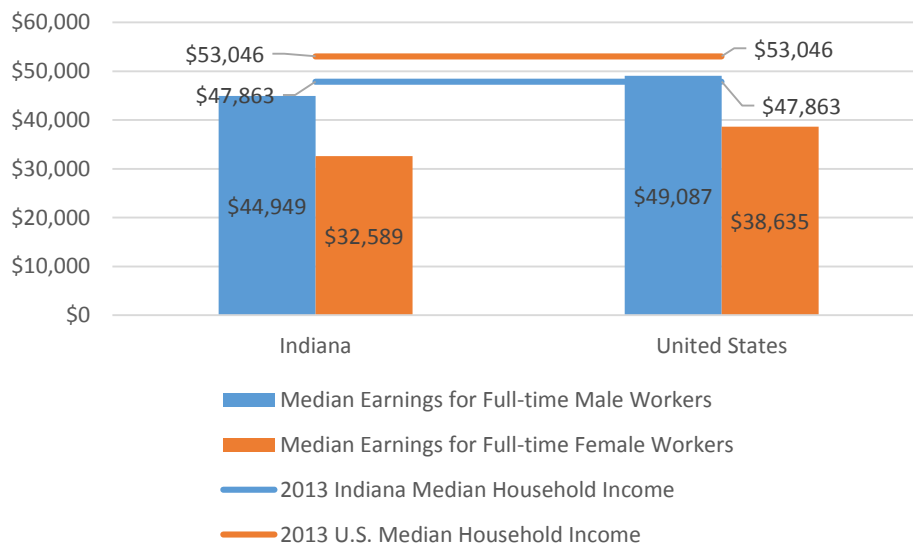 $60,000
$53,046
$53,046
$50,000
$47,863
$47,863
$40,000
$30,000
$44,949
$49,087
$38,635
$20,000
$32,589
$10,000
$0
Indiana
United States
Median Earnings for Full-time Male Workers
Median Earnings for Full-time Female Workers
2013 Indiana Median Household Income
2013 U.S. Median Household Income